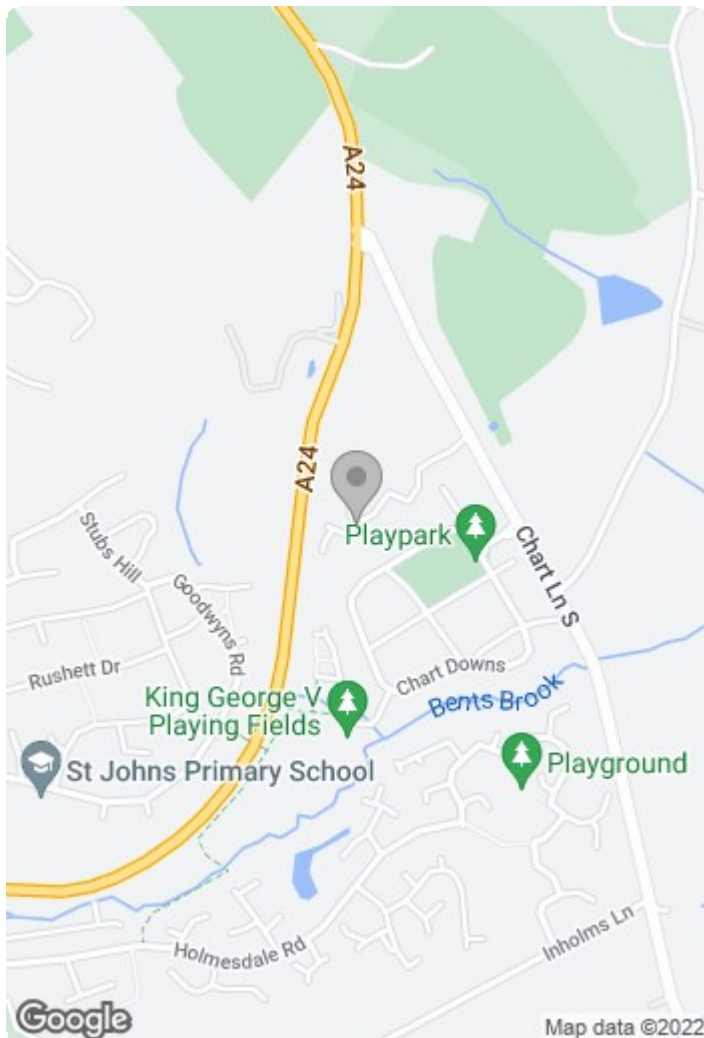 A24
A24
Playpark
Chart Ln S
Stubs Hill
Goodwyns Rd
Rushett Dr
Chart Downs
King George V
Playing Fields
Bents Brook
St Johns Primary School
Playground
Holmesdale Rd
Inholms Ln
Google
Map data ©2022